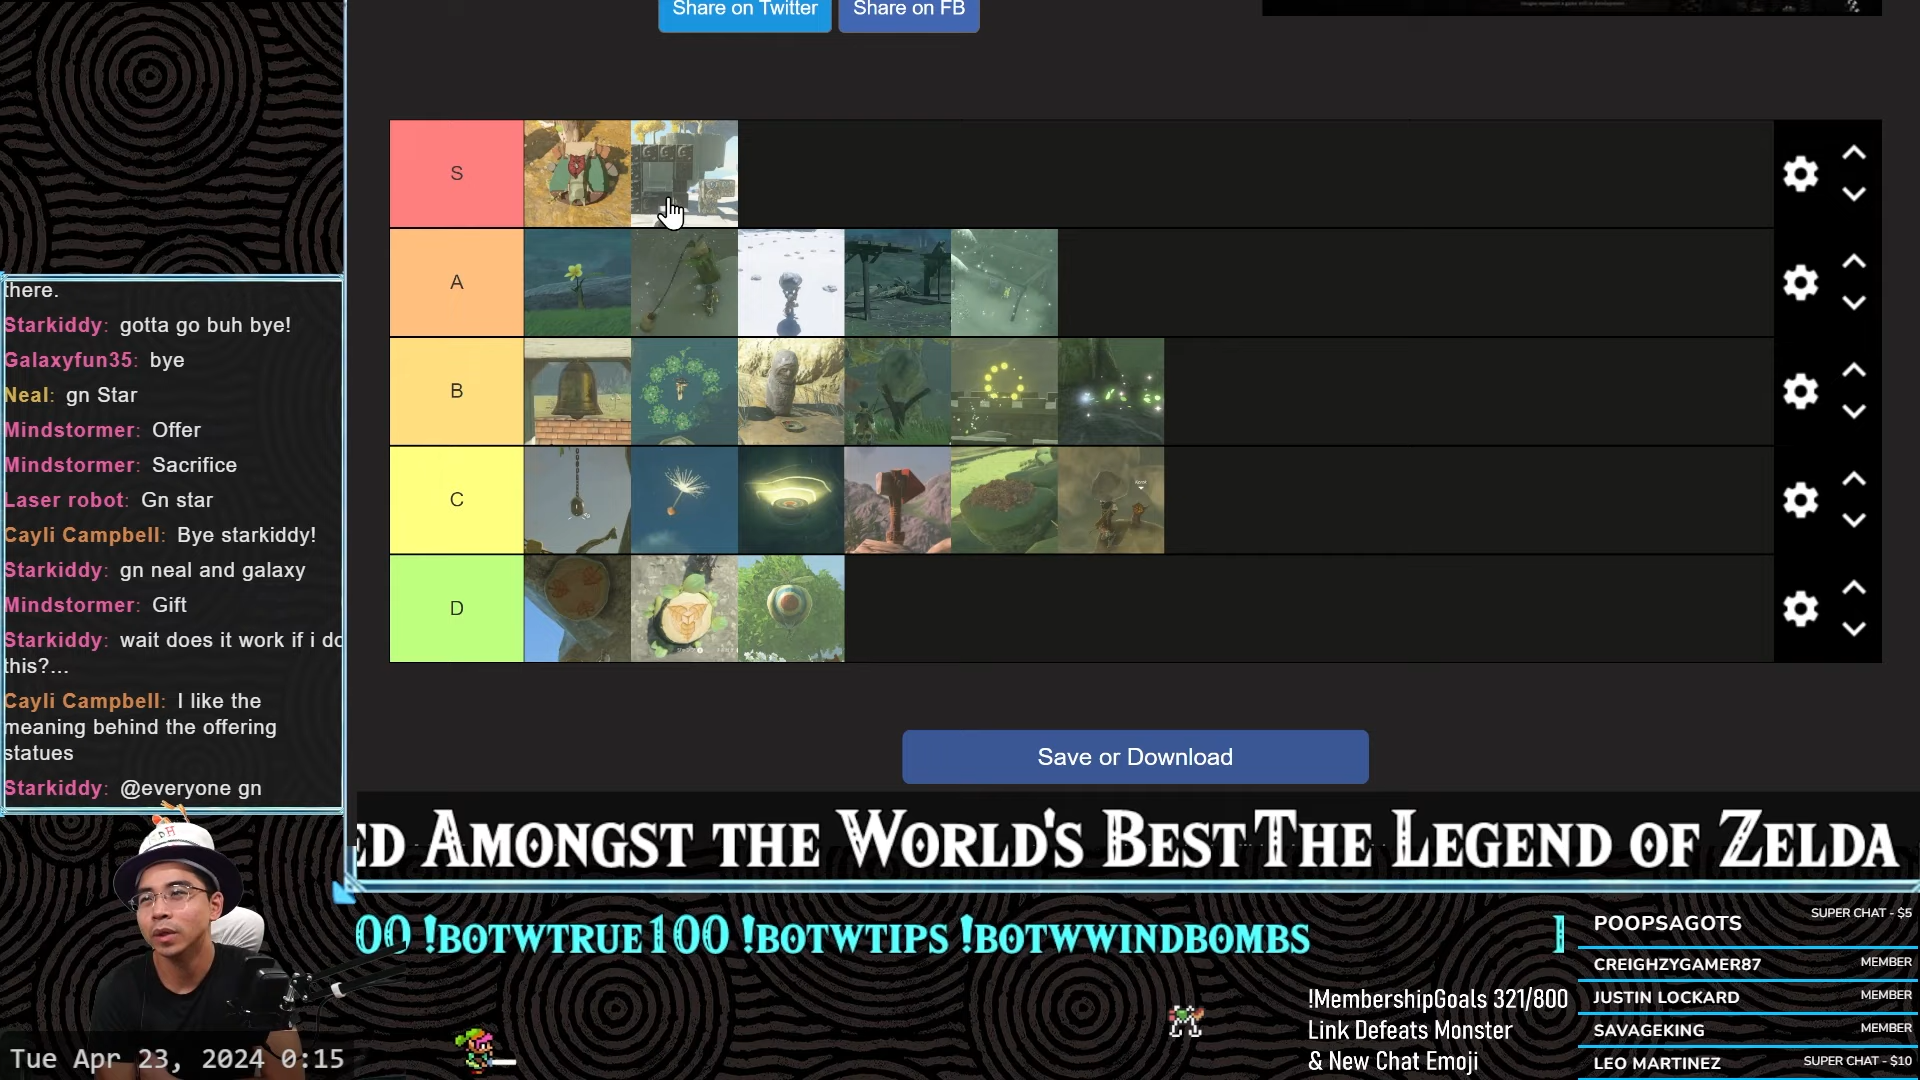 Share on Twitter
Share on FB
S
A
B
C
D
there.
Starkiddy: gotta go buh bye!
Galaxyfun35: bye
Neal: gn Star
Mindstormer: Offer
Mindstormer: Sacrifice
Laser robot: Gn star
Cayli Campbell: Bye starkiddy!
Starkiddy: gn neal and galaxy
Mindstormer: Gift
Starkiddy: wait does it work if i do
this?...
Cayli Campbell: I like the
meaning behind the offering
statues
Starkiddy: @everyone gn
Save or Download
ED AMONGST THE WORLD'S BEST THE LEGEND OF ZELDA
00 !BOTWTRUE100 !BOTWTIPS !BOTWWINDBOMBS
!MembershipGoals 321/800
Link Defeats Monster
& New Chat Emoji
POOPSAGOTS SUPER CHAT - $5
CREIGHZYGAMER87 MEMBER
JUSTIN LOCKARD MEMBER
SAVAGEKING MEMBER
LEO MARTINEZ SUPER CHAT - $10
Tue Apr 23, 2024 0:15